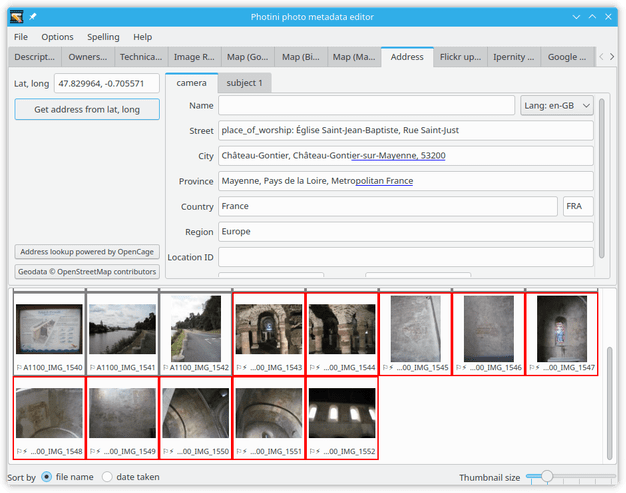 Photini photo metadata editor
File Options Spelling Help
Descript... Owners... Technica... Image R... Map (Go... Map (Bi... Map (Ma... Address Flickr up... Ipernity ... Google ...
Lat, long 47.829964, -0.705571
Get address from lat, long
Address lookup powered by OpenCage
Geodata © OpenStreetMap contributors
camera subject 1
Name Lang: en-GB
Street place_of_worship: Église Saint-Jean-Baptiste, Rue Saint-Just
City Château-Gontier, Château-Gontier-sur-Mayenne, 53200
Province Mayenne, Pays de la Loire, Metropolitan France
Country France FRA
Region Europe
Location ID
A1100_IMG_1540 A1100_IMG_1541 A1100_IMG_1542 ...00_IMG_1543 ...00_IMG_1544 ...00_IMG_1545 ...00_IMG_1546 ...00_IMG_1547
...00_IMG_1548 ...00_IMG_1549 ...00_IMG_1550 ...00_IMG_1551 ...00_IMG_1552
Sort by file name date taken Thumbnail size